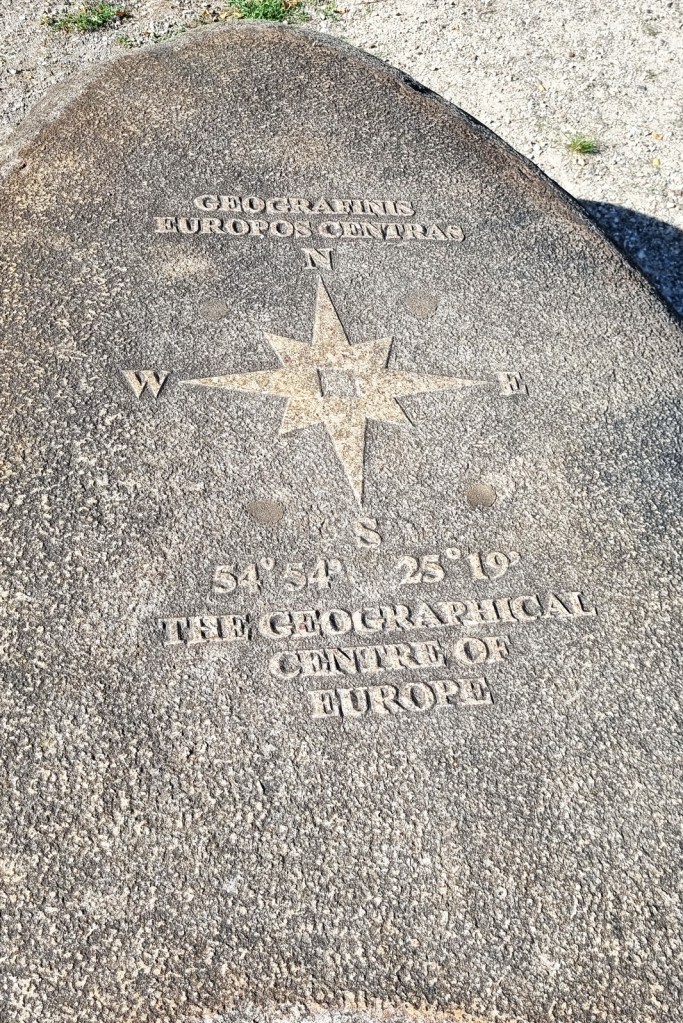 GEOGRAFINIS
EUROPOS CENTRAS
N
W E
S
54° 54' 25° 19'
THE GEOGRAPHICAL
CENTRE OF
EUROPE